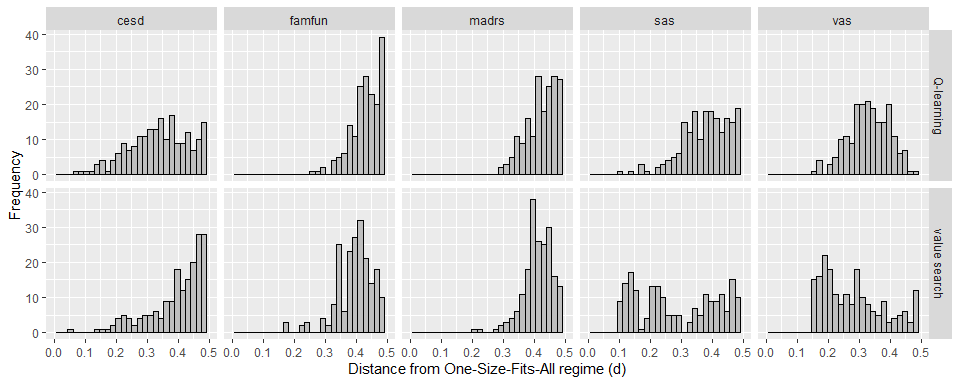 cesd famfun madrs sas vas
40
30
20
10
0
Q-learning
40
30
20
10
0
value search
Frequency
0.0 0.1 0.2 0.3 0.4 0.5 0.0 0.1 0.2 0.3 0.4 0.5 0.0 0.1 0.2 0.3 0.4 0.5 0.0 0.1 0.2 0.3 0.4 0.5 0.0 0.1 0.2 0.3 0.4 0.5
Distance from One-Size-Fits-All regime (d)